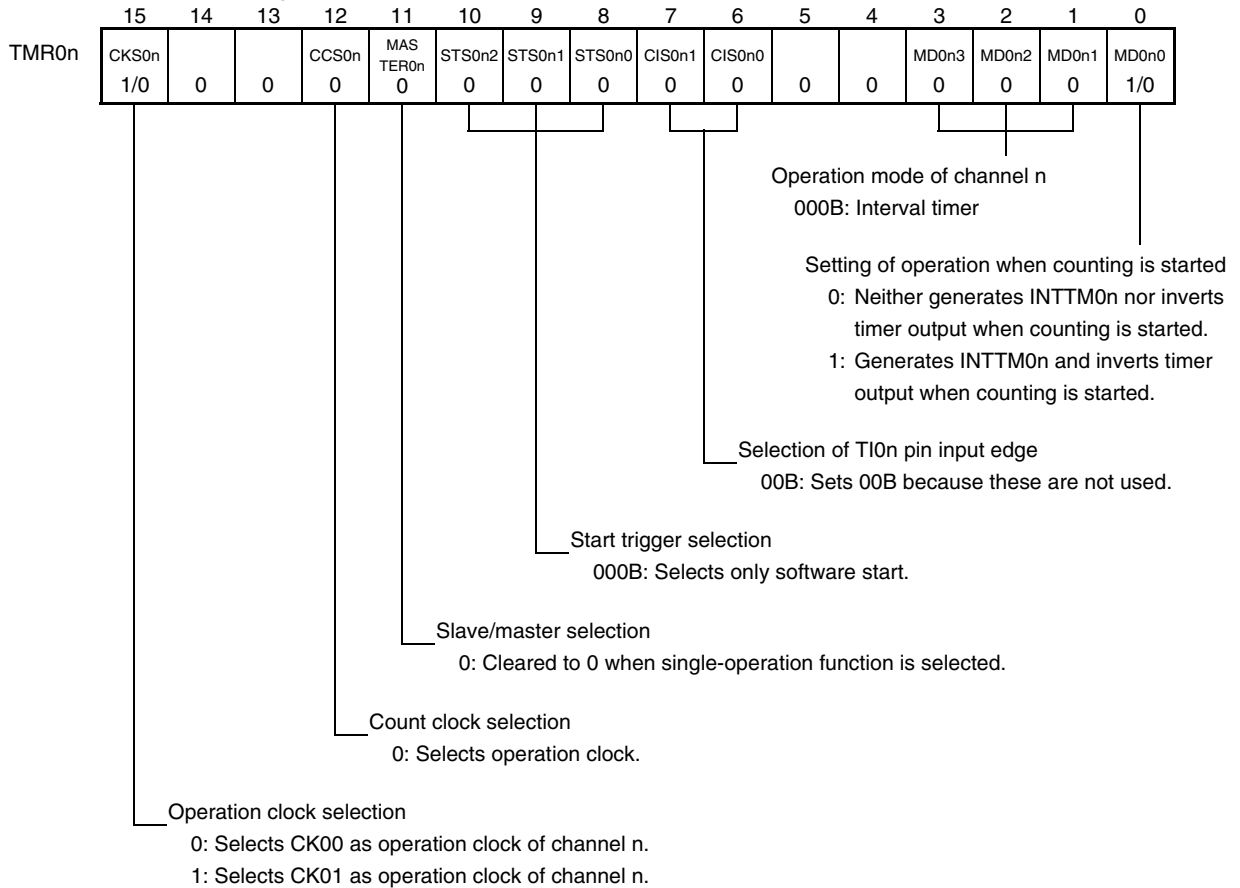 15 14 13 12 11 10 9 8 7 6 5 4 3 2 1 0
TMR0n CKS0n CCS0n MAS TER0n STS0n2 STS0n1 STS0n0 CIS0n1 CIS0n0 MD0n3 MD0n2 MD0n1 MD0n0
1/0 0 0 0 0 0 0 0 0 0 0 0 0 0 0 1/0
Operation mode of channel n
000B: Interval timer
Setting of operation when counting is started
0: Neither generates INTTM0n nor inverts
timer output when counting is started.
1: Generates INTTM0n and inverts timer
output when counting is started.
Selection of TI0n pin input edge
00B: Sets 00B because these are not used.
Start trigger selection
000B: Selects only software start.
Slave/master selection
0: Cleared to 0 when single-operation function is selected.
Count clock selection
0: Selects operation clock.
Operation clock selection
0: Selects CK00 as operation clock of channel n.
1: Selects CK01 as operation clock of channel n.